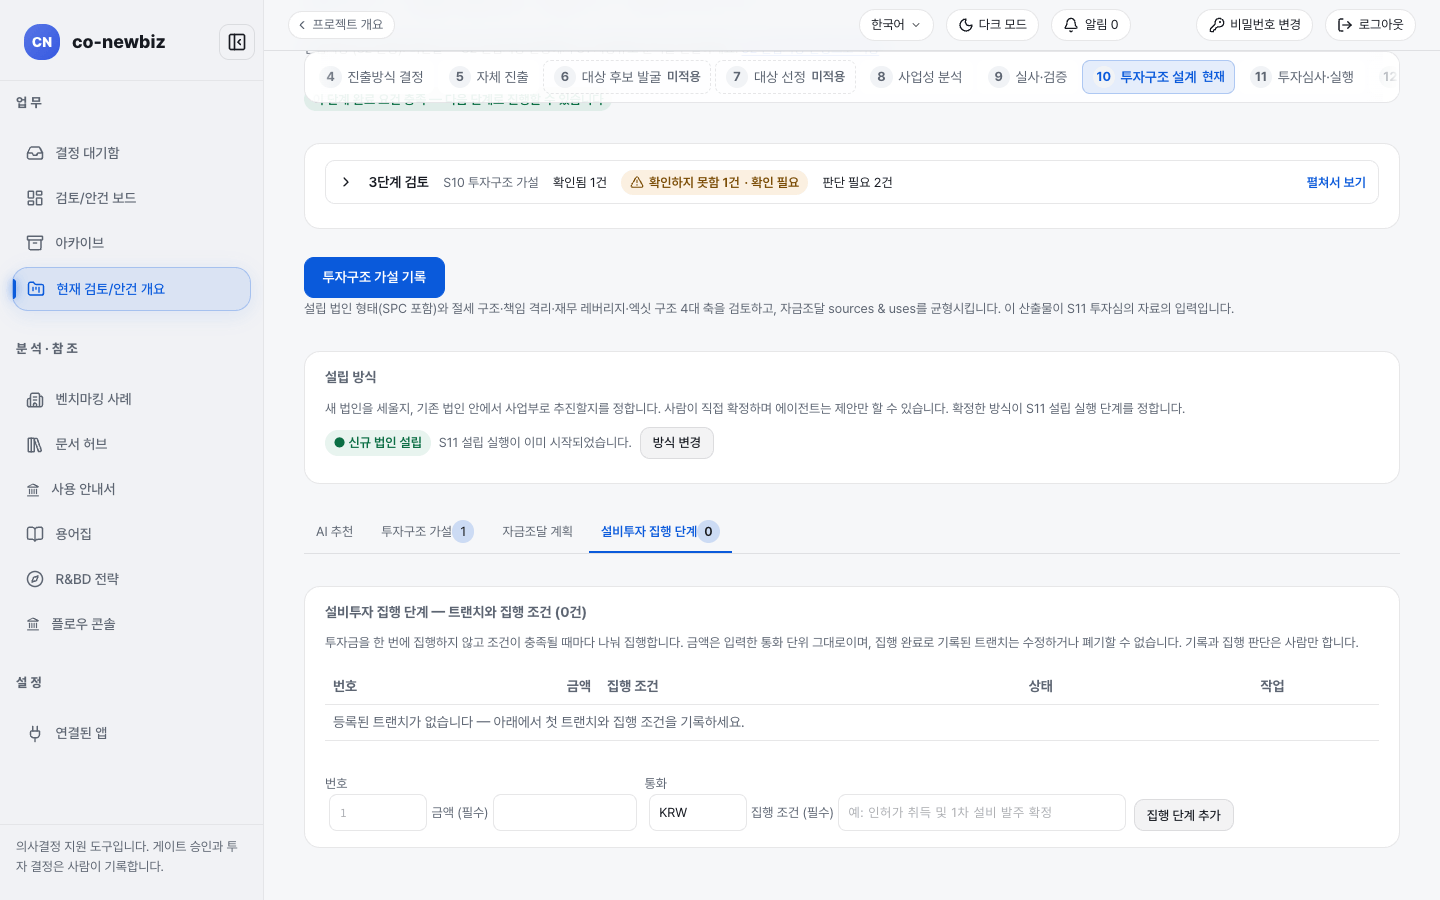 CN co-newbiz
업무
결정 대기함
검토/안건 보드
아카이브
현재 검토/안건 개요
분석·참조
벤치마킹 사례
문서 허브
사용 안내서
용어집
R&BD 전략
플로우 콘솔
설정
연결된 앱
의사결정 지원 도구입니다. 게이트 승인과 투
자 결정은 사람이 기록합니다.
프로젝트 개요
한국어 다크 모드 알림 0 비밀번호 변경 로그아웃
4 진출방식 결정 5 자체 진출 6 대상 후보 발굴 미적용 7 대상 선정 미적용 8 사업성 분석 9 실사·검증 10 투자구조 설계 현재 11 투자심사·실행 12
3단계 검토 S10 투자구조 가설 확인됨 1건 확인하지 못함 1건 · 확인 필요 판단 필요 2건 펼쳐서 보기
투자구조 가설 기록
설립 법인 형태(SPC 포함)와 절세 구조·책임 격리·재무 레버리지·엑싯 구조 4대 축을 검토하고, 자금조달 sources & uses를 균형시킵니다. 이 산출물이 S11 투자심의 자료의 입력입니다.
설립 방식
새 법인을 세울지, 기존 법인 안에서 사업부로 추진할지를 정합니다. 사람이 직접 확정하며 에이전트는 제안만 할 수 있습니다. 확정한 방식이 S11 설립 실행 단계를 정합니다.
신규 법인 설립 S11 설립 실행이 이미 시작되었습니다. 방식 변경
AI 추천 투자구조 가설 1 자금조달 계획 설비투자 집행 단계 0
설비투자 집행 단계 — 트랜치와 집행 조건 (0건)
투자금을 한 번에 집행하지 않고 조건이 충족될 때마다 나눠 집행합니다. 금액은 입력한 통화 단위 그대로이며, 집행 완료로 기록된 트랜치는 수정하거나 폐기할 수 없습니다. 기록과 집행 판단은 사람만 합니다.
번호 금액 집행 조건 상태 작업
등록된 트랜치가 없습니다 — 아래에서 첫 트랜치와 집행 조건을 기록하세요.
번호 통화
1 금액 (필수) KRW 집행 조건 (필수) 예: 인허가 취득 및 1차 설비 발주 확정 집행 단계 추가